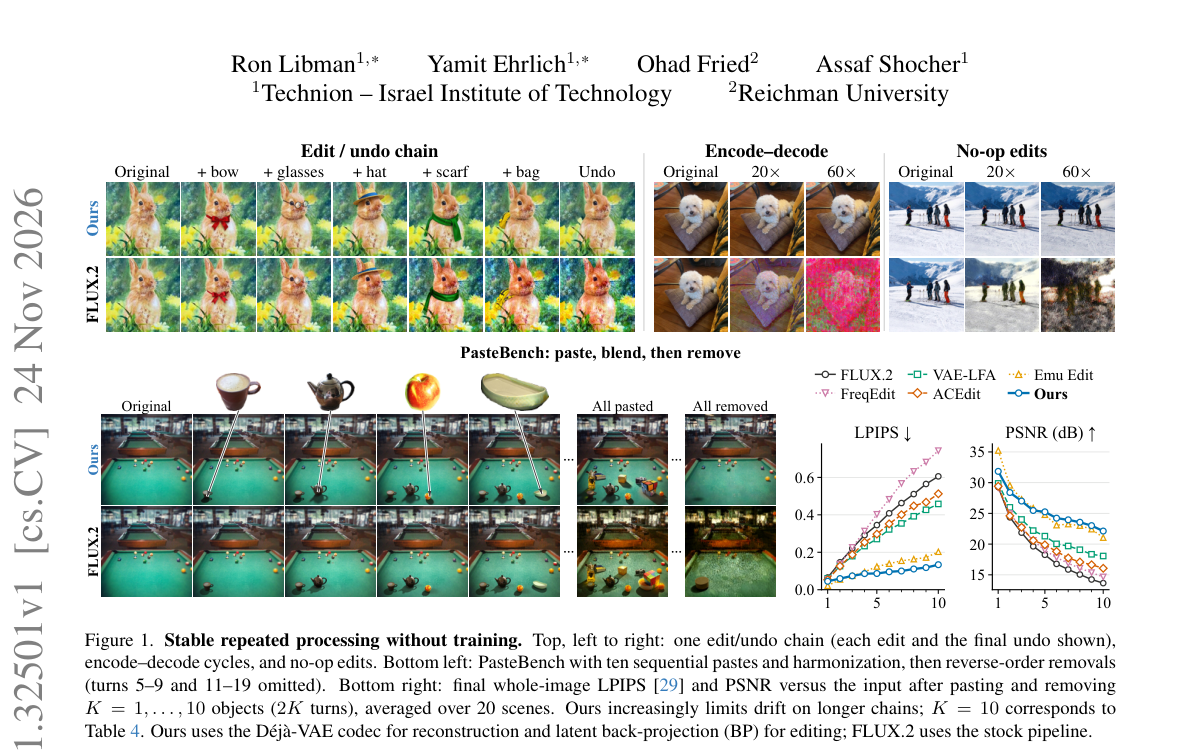 Ron Libman1,∗ Yamit Ehrlich1,∗ Ohad Fried2 Assaf Shocher1
1Technion – Israel Institute of Technology 2Reichman University
1.32501v1 [cs.CV] 24 Nov 2026
Edit / undo chain
Original + bow + glasses + hat + scarf + bag Undo
Ours
FLUX.2
Encode–decode
Original 20× 60×
No-op edits
Original 20× 60×
PasteBench: paste, blend, then remove
Original All pasted All removed
Ours
... ...
FLUX.2
... ...
FLUX.2 VAE-LFA Emu Edit
FreqEdit ACEdit Ours
LPIPS ↓
0.6
0.4
0.2
0.0
1 5 10
PSNR (dB) ↑
35
30
25
20
15
1 5 10
Figure 1. Stable repeated processing without training. Top, left to right: one edit/undo chain (each edit and the final undo shown),
encode–decode cycles, and no-op edits. Bottom left: PasteBench with ten sequential pastes and harmonization, then reverse-order removals
(turns 5–9 and 11–19 omitted). Bottom right: final whole-image LPIPS [29] and PSNR versus the input after pasting and removing
K = 1, . . . , 10 objects (2K turns), averaged over 20 scenes. Ours increasingly limits drift on longer chains; K = 10 corresponds to
Table 4. Ours uses the Déjà-VAE codec for reconstruction and latent back-projection (BP) for editing; FLUX.2 uses the stock pipeline.